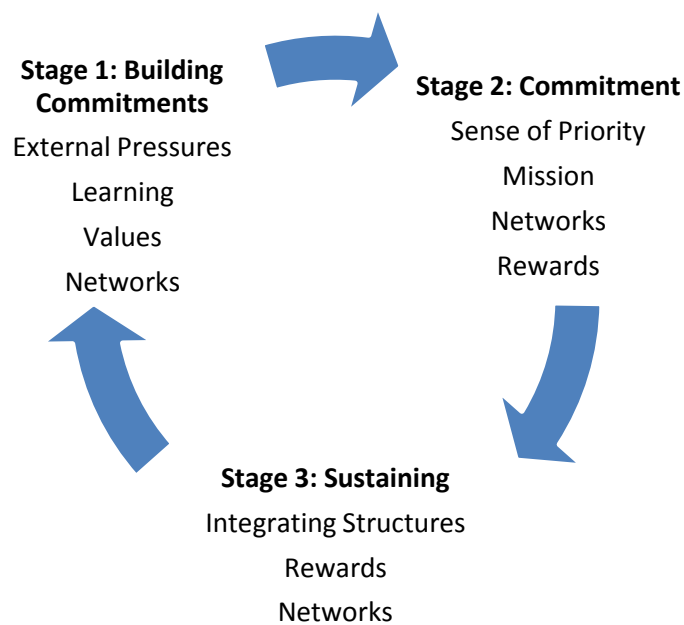 Stage 1: Building
Commitments
External Pressures
Learning
Values
Networks
Stage 2: Commitment
Sense of Priority
Mission
Networks
Rewards
Stage 3: Sustaining
Integrating Structures
Rewards
Networks